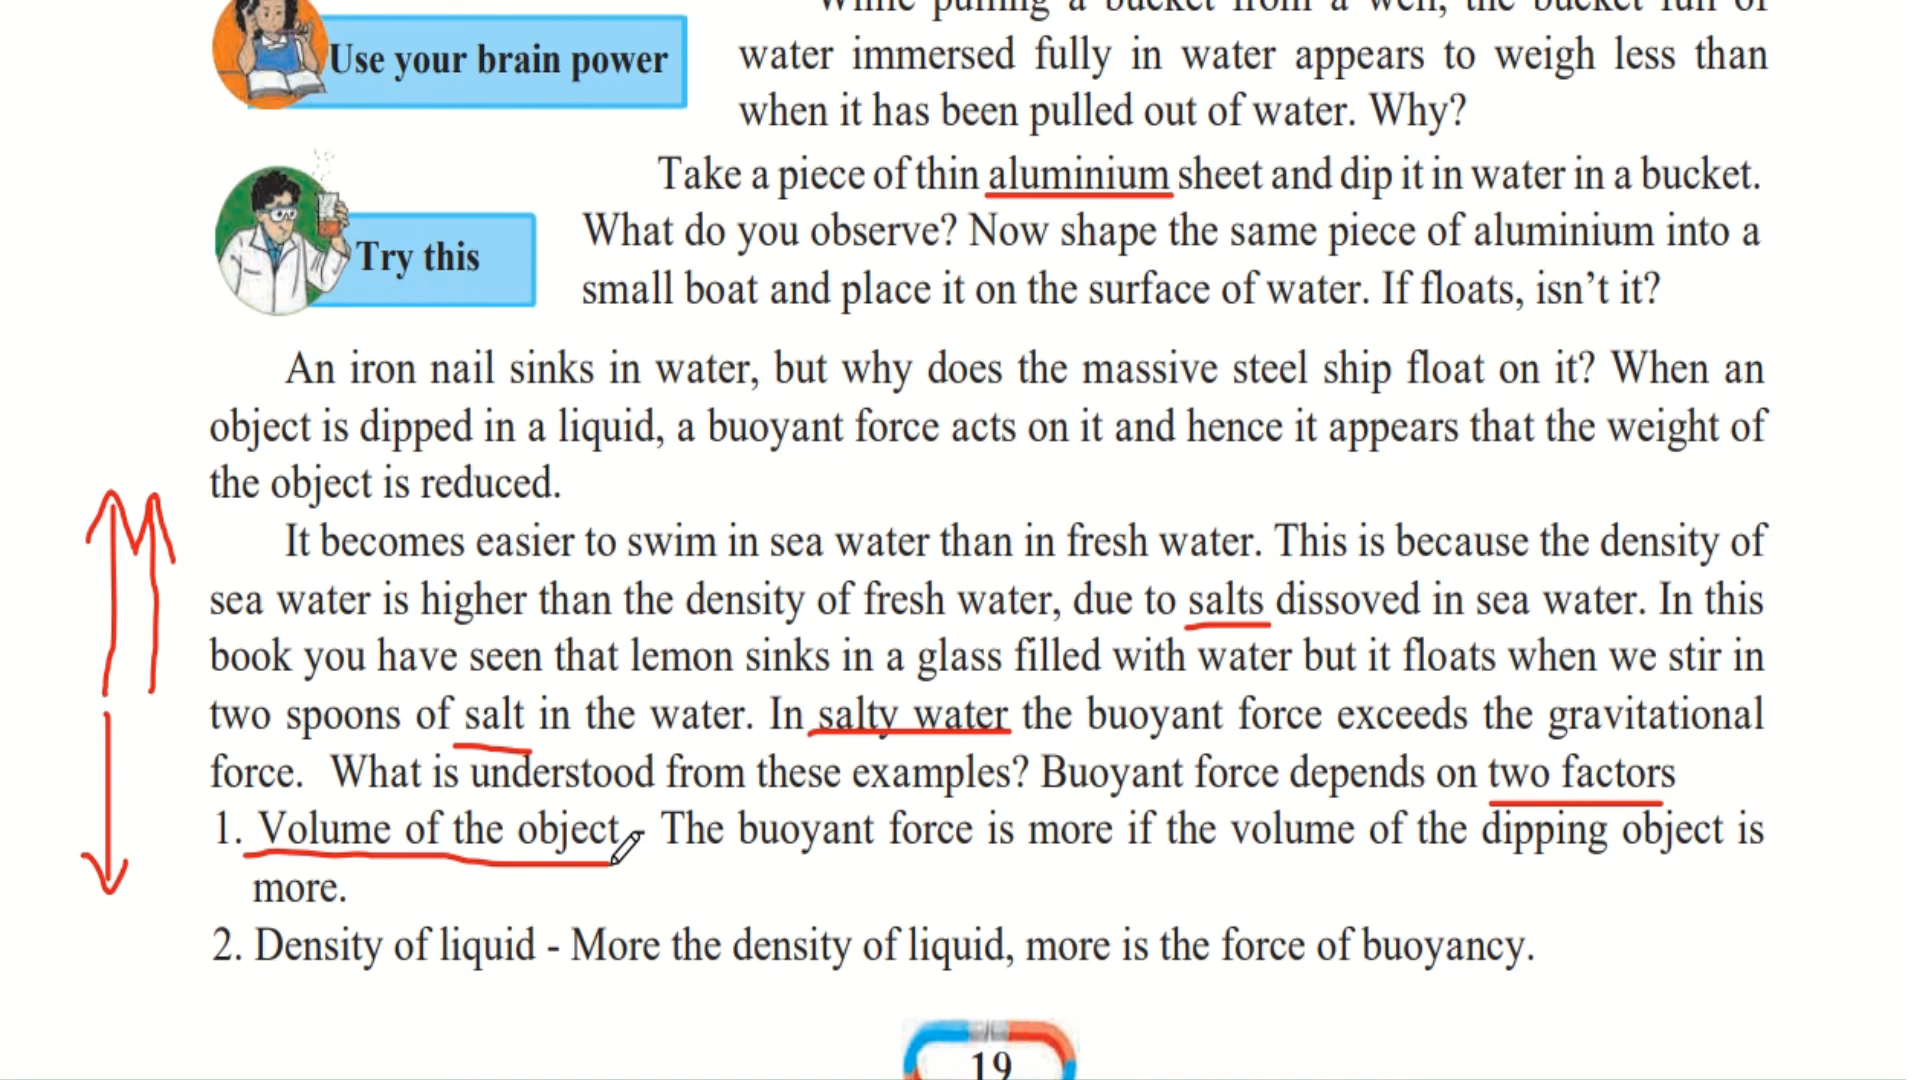 While pulling a bucket from a well, the bucket full of
Use your brain power
water immersed fully in water appears to weigh less than
when it has been pulled out of water. Why?
Take a piece of thin aluminium sheet and dip it in water in a bucket.
What do you observe? Now shape the same piece of aluminium into a
Try this
small boat and place it on the surface of water. If floats, isn’t it?
An iron nail sinks in water, but why does the massive steel ship float on it? When an
object is dipped in a liquid, a buoyant force acts on it and hence it appears that the weight of
the object is reduced.
It becomes easier to swim in sea water than in fresh water. This is because the density of
sea water is higher than the density of fresh water, due to salts dissoved in sea water. In this
book you have seen that lemon sinks in a glass filled with water but it floats when we stir in
two spoons of salt in the water. In salty water the buoyant force exceeds the gravitational
force. What is understood from these examples? Buoyant force depends on two factors
1. Volume of the object - The buoyant force is more if the volume of the dipping object is
more.
2. Density of liquid - More the density of liquid, more is the force of buoyancy.
19